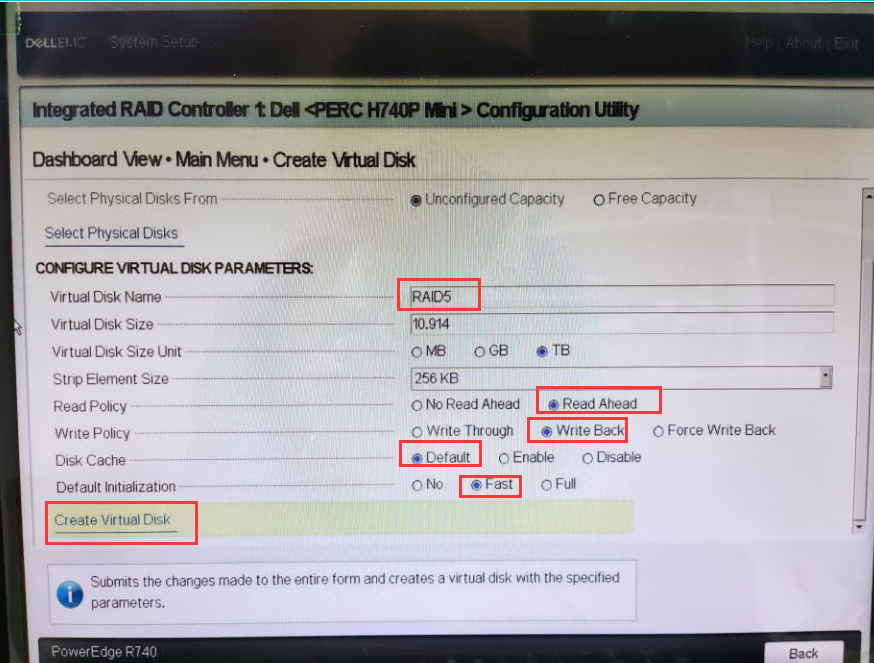 DELLEMC System Setup Help | About | Exit
Integrated RAID Controller 1: Dell <PERC H740P Mini > Configuration Utility
Dashboard View • Main Menu • Create Virtual Disk
Select Physical Disks From Unconfigured Capacity Free Capacity
Select Physical Disks
CONFIGURE VIRTUAL DISK PARAMETERS:
Virtual Disk Name RAID5
Virtual Disk Size 10.914
Virtual Disk Size Unit MB GB TB
Strip Element Size 256 KB
Read Policy No Read Ahead Read Ahead
Write Policy Write Through Write Back Force Write Back
Disk Cache Default Enable Disable
Default Initialization No Fast Full
Create Virtual Disk
Submits the changes made to the entire form and creates a virtual disk with the specified
parameters.
PowerEdge R740 Back